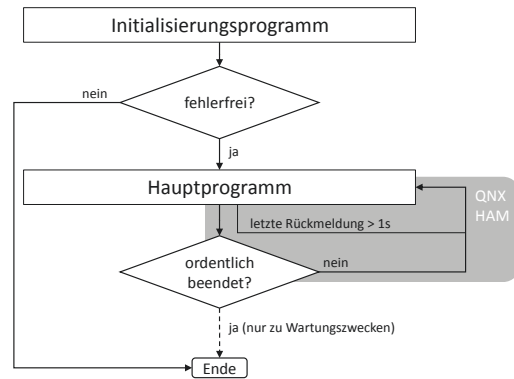 Initialisierungsprogramm
nein
fehlerfrei?
ja
Hauptprogramm
QNX
HAM
letzte Rückmeldung > 1s
ordentlich
beendet?
nein
ja (nur zu Wartungszwecken)
Ende